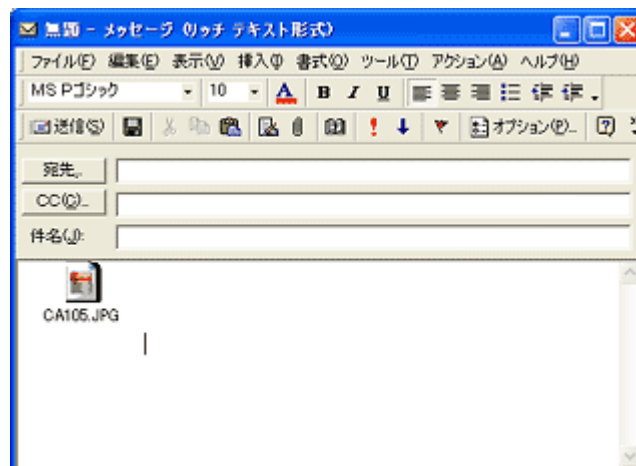 無題 - メッセージ (リッチ テキスト形式)
ファイル(F) 編集(E) 表示(V) 挿入(I) 書式(O) ツール(T) アクション(A) ヘルプ(H)
MS Pゴシック 10 A B I U
送信(S) オプション(P)...
宛先...
CC(C)...
件名(J):
CA105.JPG